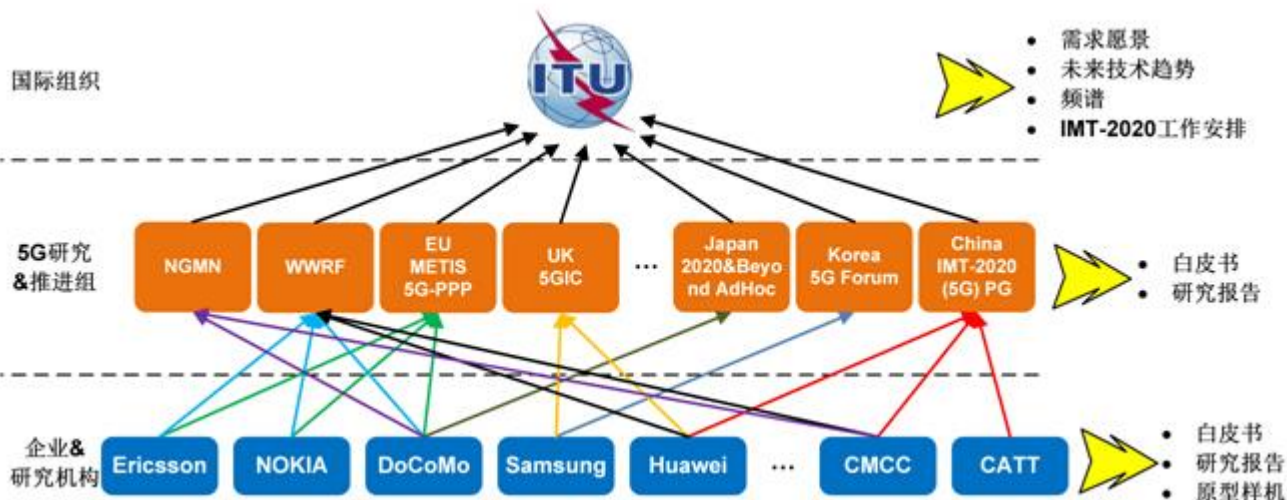 ITU
国际组织
• 需求愿景
• 未来技术趋势
• 频谱
• IMT-2020工作安排
5G研究
&推进组
NGMN
WWRF
EU
METIS
5G-PPP
UK
5GIC
...
Japan
2020&Beyo
nd AdHoc
Korea
5G Forum
China
IMT-2020
(5G) PG
• 白皮书
• 研究报告
企业&
研究机构
Ericsson
NOKIA
DoCoMo
Samsung
Huawei
...
CMCC
CATT
• 白皮书
• 研究报告
• 原型样机